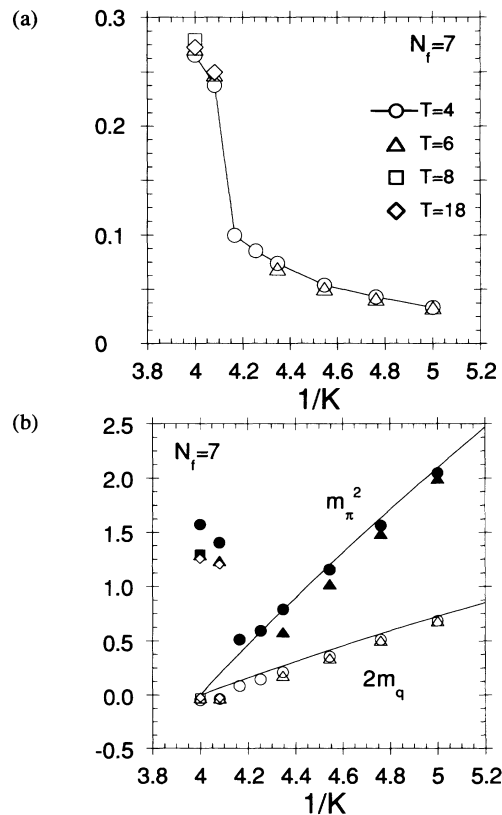 (a)
0.3
0.2
0.1
0
N_f=7
T=4
T=6
T=8
T=18
3.8 4 4.2 4.4 4.6 4.8 5 5.2
1/K
(b)
2.5
2.0
1.5
1.0
0.5
0.0
-0.5
N_f=7
m_π^2
2m_q
3.8 4 4.2 4.4 4.6 4.8 5 5.2
1/K